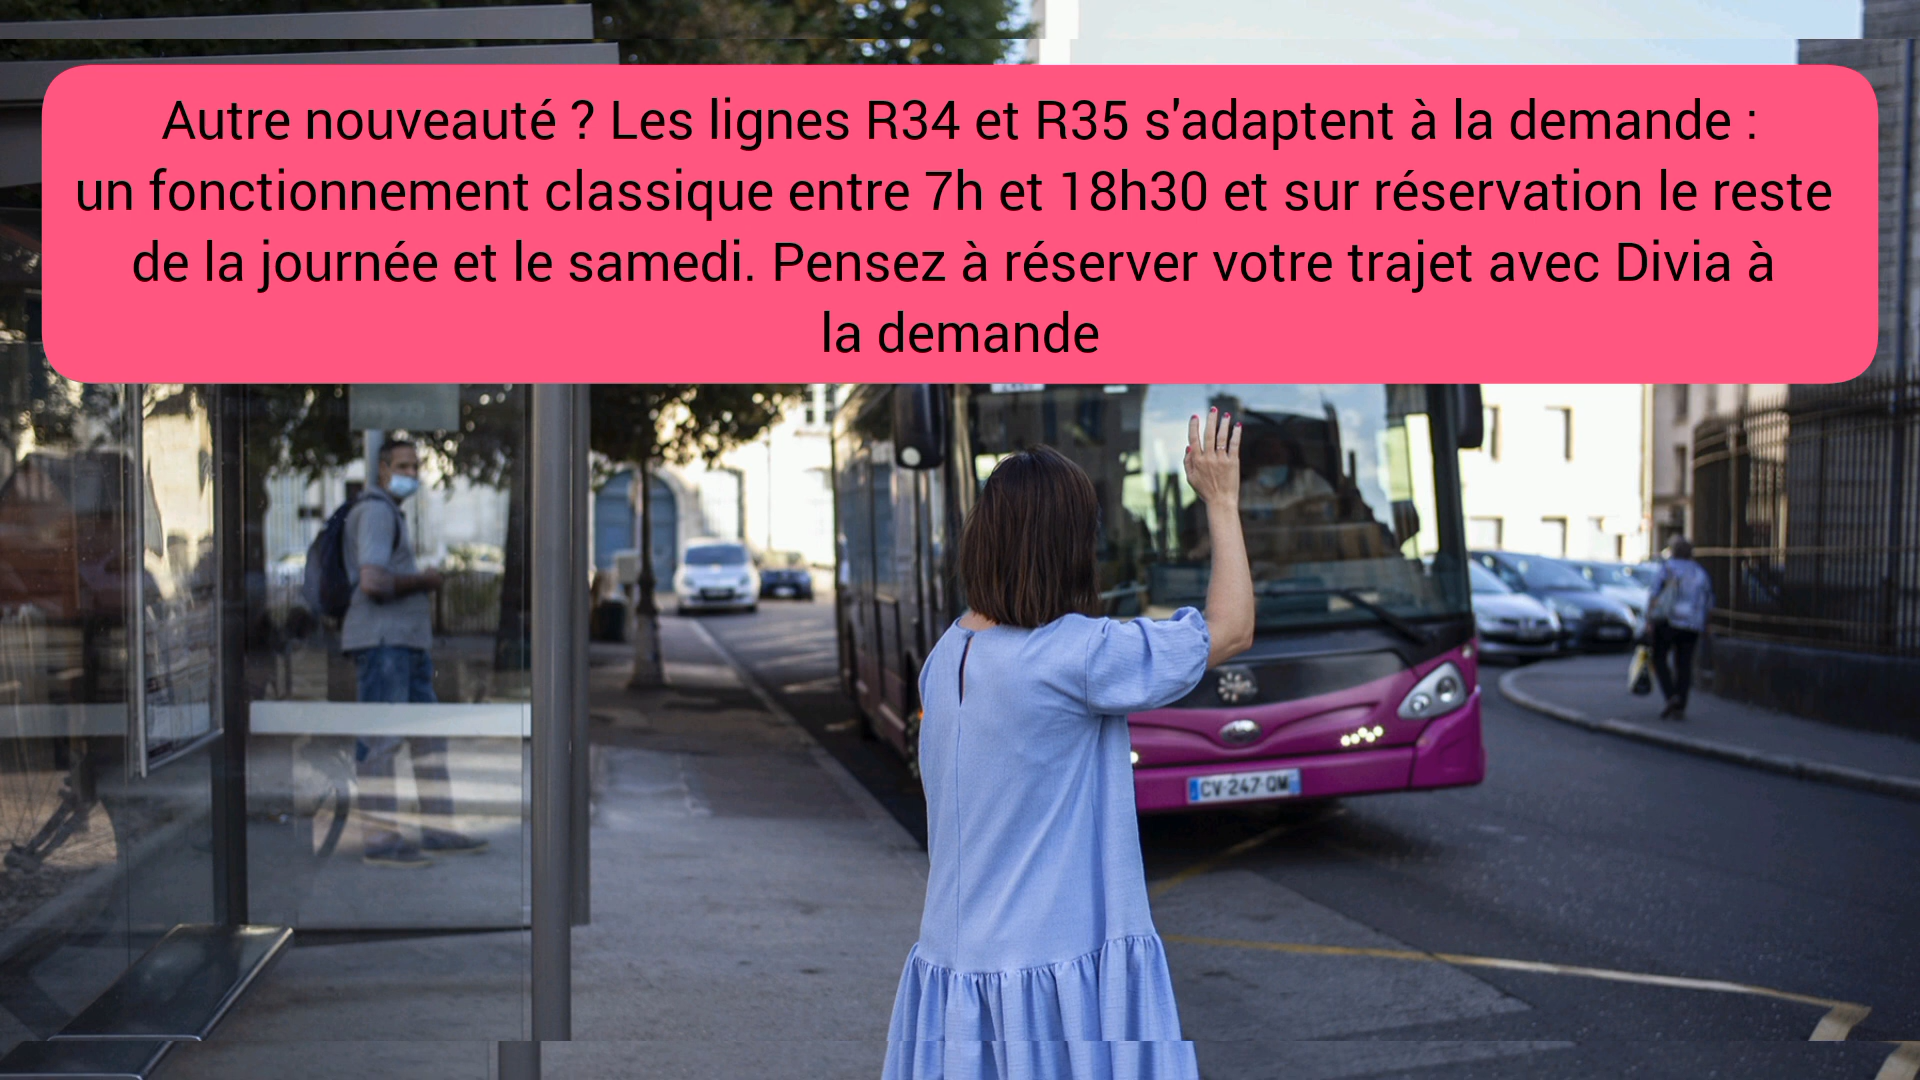 Autre nouveauté ? Les lignes R34 et R35 s'adaptent à la demande :
un fonctionnement classique entre 7h et 18h30 et sur réservation le reste
de la journée et le samedi. Pensez à réserver votre trajet avec Divia à
la demande
CV-247-QM